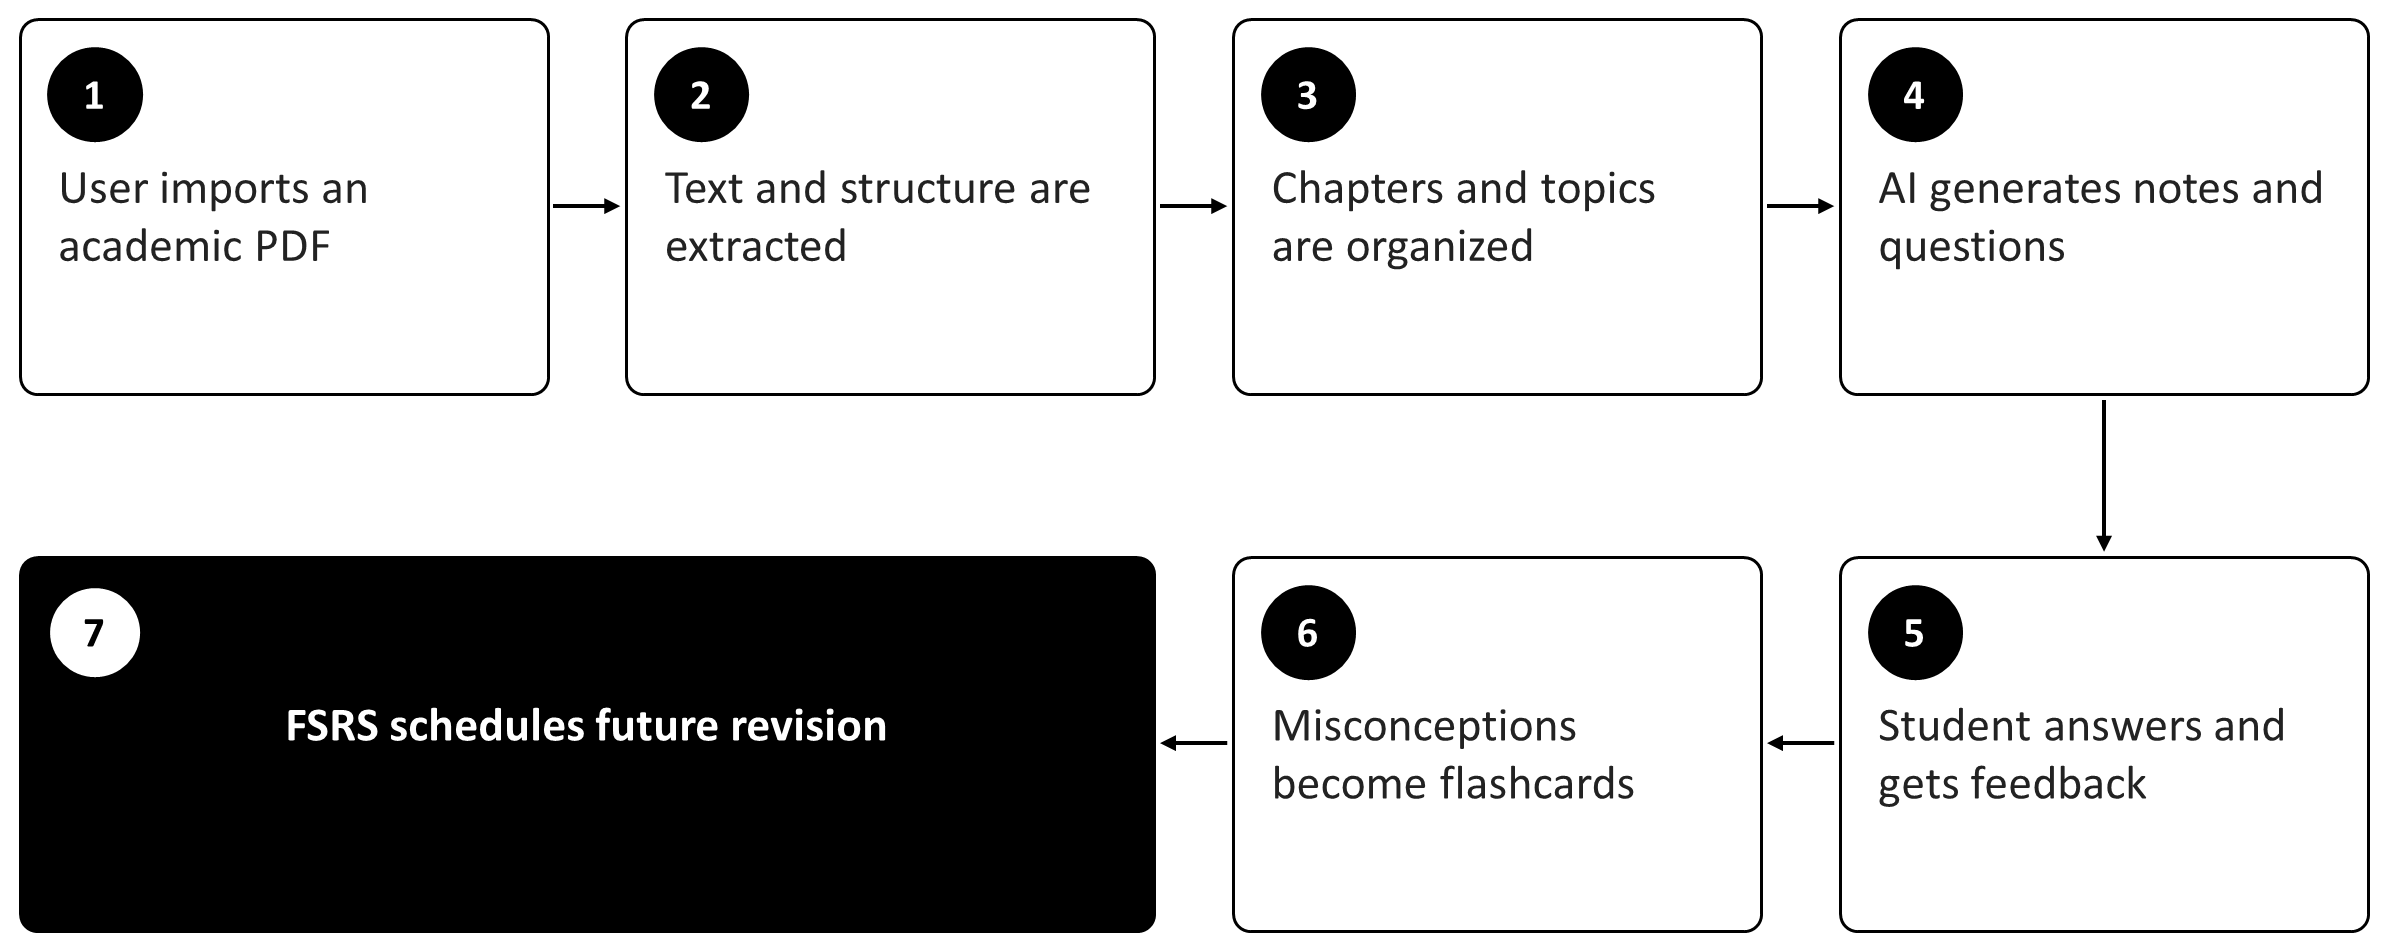 1
User imports an
academic PDF
2
Text and structure are
extracted
3
Chapters and topics
are organized
4
AI generates notes and
questions
5
Student answers and
gets feedback
6
Misconceptions
become flashcards
7
FSRS schedules future revision